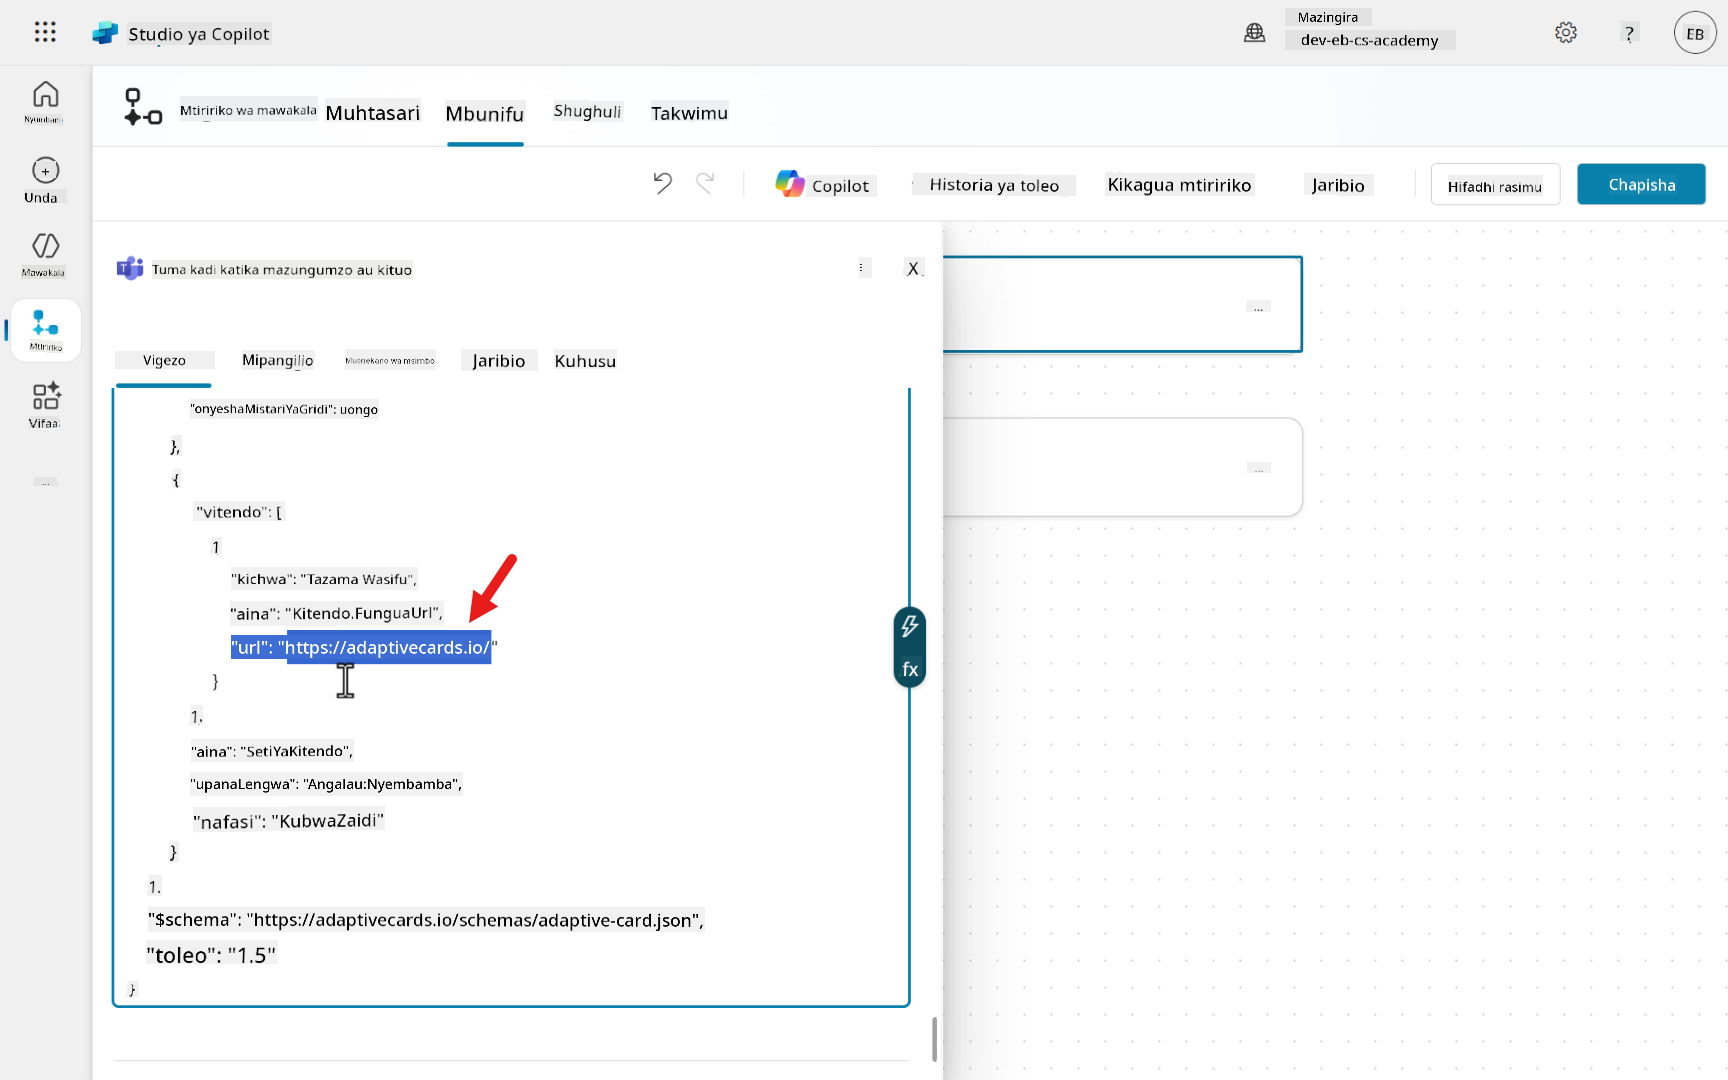 Studio ya Copilot
Mazingira
dev-eb-cs-academy
?
EB
Nyumbani
Unda
Mawakala
Mtiririko
Vifaa
...
Mtiririko wa mawakala
Muhtasari
Mbunifu
Shughuli
Takwimu
Copilot
Historia ya toleo
Kikagua mtiririko
Jaribio
Hifadhi rasimu
Chapisha
Tuma kadi katika mazungumzo au kituo
X
Vigezo
Mipangilio
Muonekano wa msimbo
Jaribio
Kuhusu
"onyeshaMistariYaGridi": uongo
},
{
"vitendo": [
1
"kichwa": "Tazama Wasifu",
"aina": "Kitendo.FunguaUrl",
"url": "https://adaptivecards.io/"
}
1,
"aina": "SetiYaKitendo",
"upanaLengwa": "Angalau:Nyembamba",
"nafasi": "KubwaZaidi"
}
1.
"$schema": "https://adaptivecards.io/schemas/adaptive-card.json",
"toleo": "1.5"
}
fx
...
...